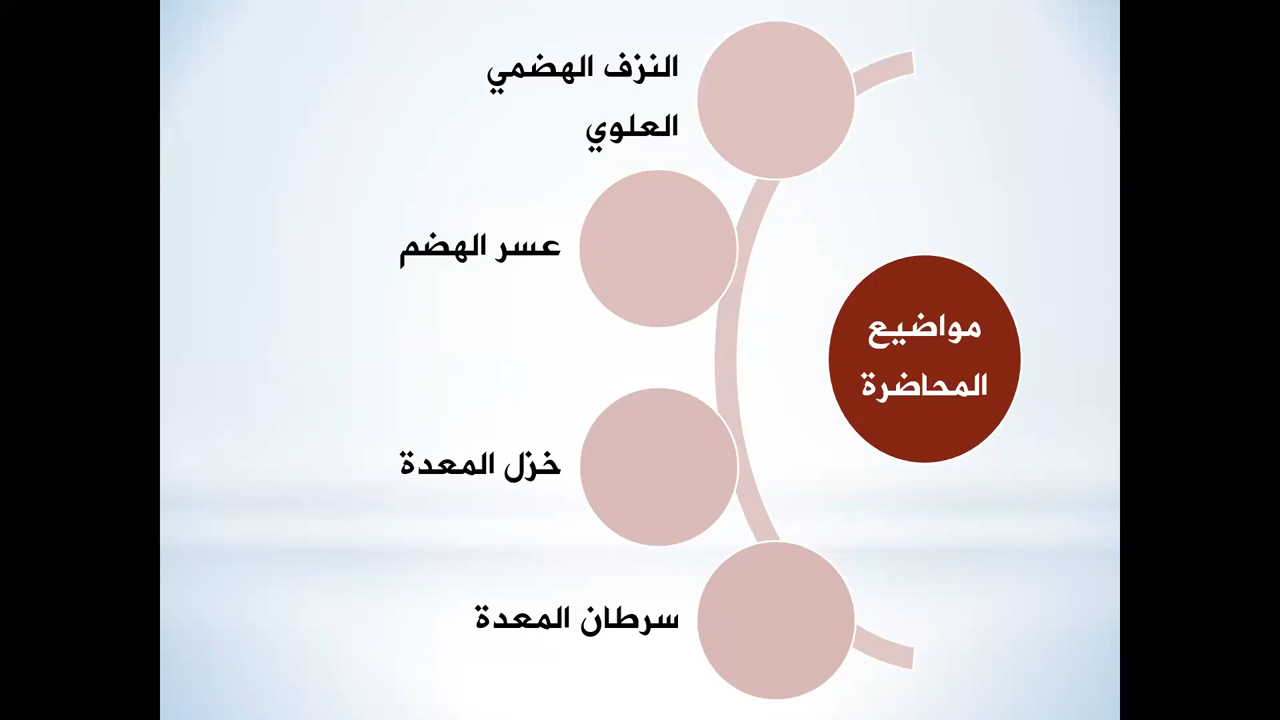 مواضيع
المحاضرة
النزف الهضمي
العلوي
عسر الهضم
خزل المعدة
سرطان المعدة